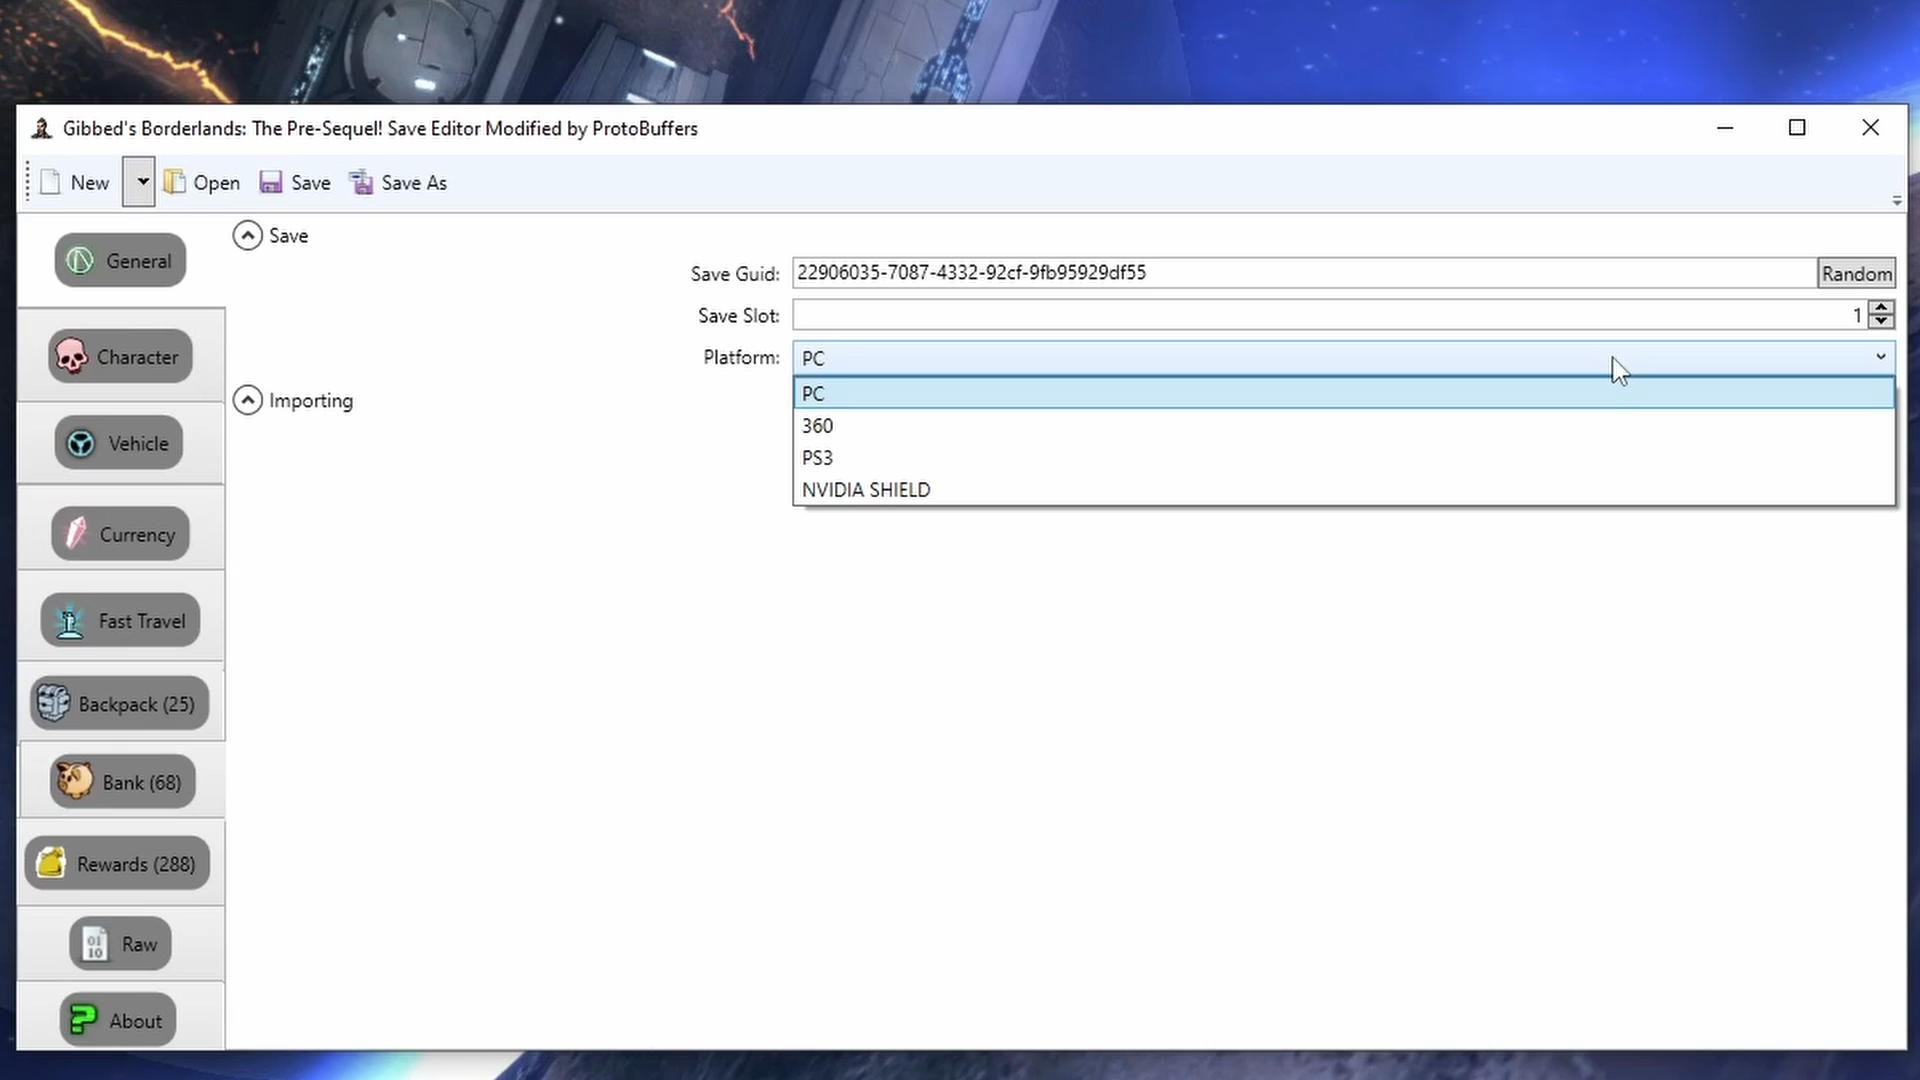 Gibbed's Borderlands: The Pre-Sequel! Save Editor Modified by ProtoBuffers
New Open Save Save As
General
Save
Save Guid: 22906035-7087-4332-92cf-9fb95929df55 Random
Save Slot: 1
Character
Platform: PC
PC
Importing
360
Vehicle
PS3
NVIDIA SHIELD
Currency
Fast Travel
Backpack (25)
Bank (68)
Rewards (288)
01
10
Raw
About